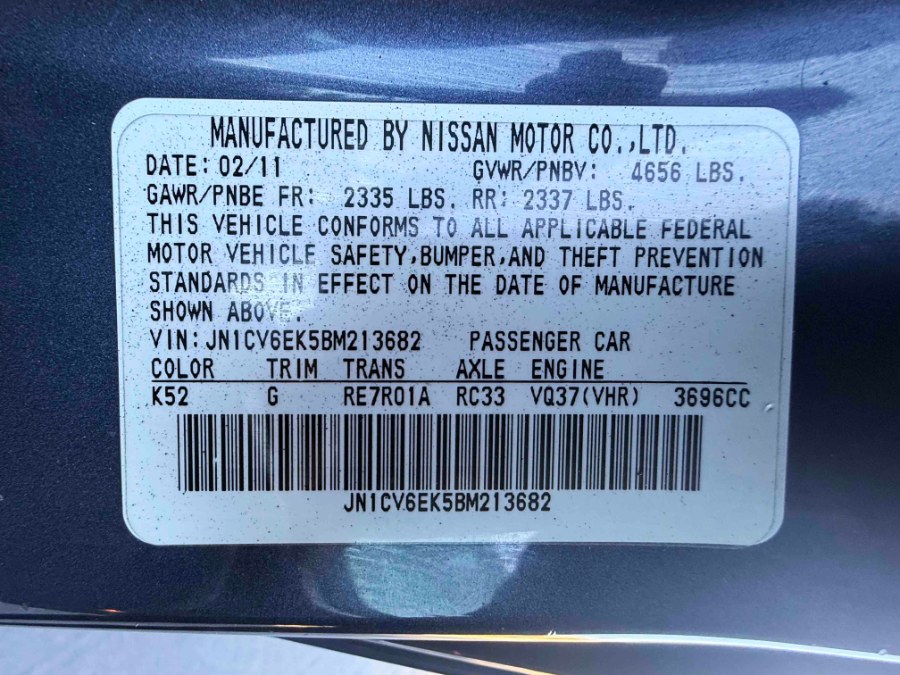 MANUFACTURED BY NISSAN MOTOR CO.,LTD.
DATE: 02/11 GVWR/PNBV: 4656 LBS.
GAWR/PNBE FR: 2335 LBS. RR: 2337 LBS.
THIS VEHICLE CONFORMS TO ALL APPLICABLE FEDERAL
MOTOR VEHICLE SAFETY,BUMPER,AND THEFT PREVENTION
STANDARDS IN EFFECT ON THE DATE OF MANUFACTURE
SHOWN ABOVE.
VIN: JN1CV6EK5BM213682 PASSENGER CAR
COLOR TRIM TRANS AXLE ENGINE
K52 G RE7R01A RC33 VQ37(VHR) 3696CC
JN1CV6EK5BM213682